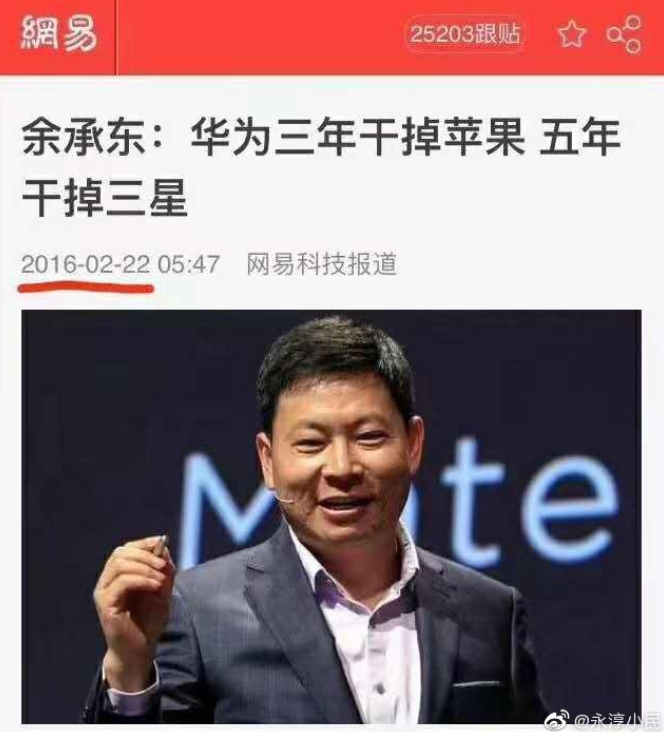 網易
25203跟贴
余承东：华为三年干掉苹果 五年
干掉三星
2016-02-22 05:47 网易科技报道
Mate
@永淳小民